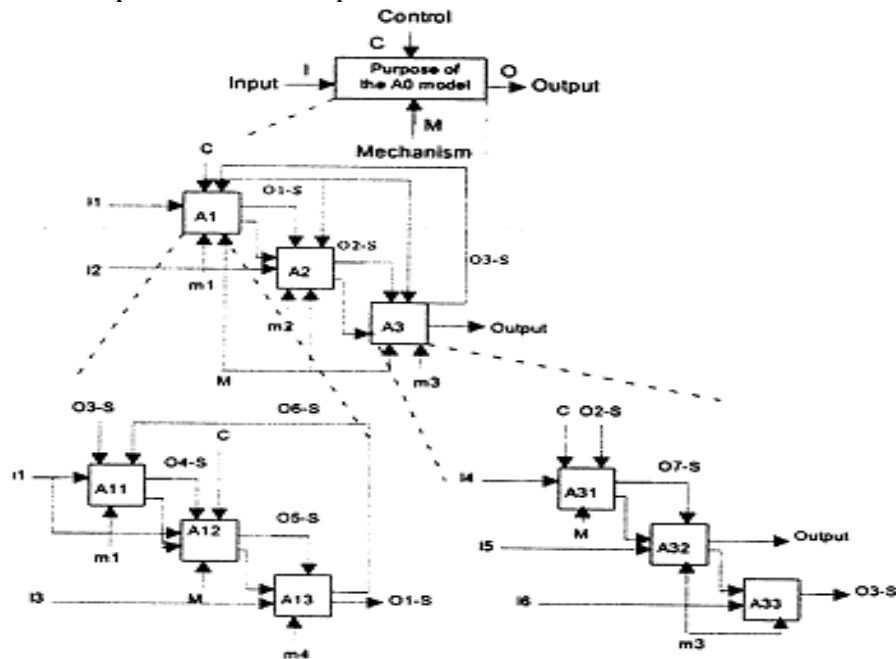 Control
C
I
Input
Purpose of
the A0 model
O
Output
M
Mechanism
C
O1-S
I1
A1
O2-S
O3-S
I2
A2
m1
m2
A3
Output
M
m3
O3-S
O6-S
C
C O2-S
I1
O4-S
I4
O7-S
A11
A31
m1
A12
O5-S
M
A32
Output
I5
I3
M
A13
O1-S
I6
A33
O3-S
m3
m4